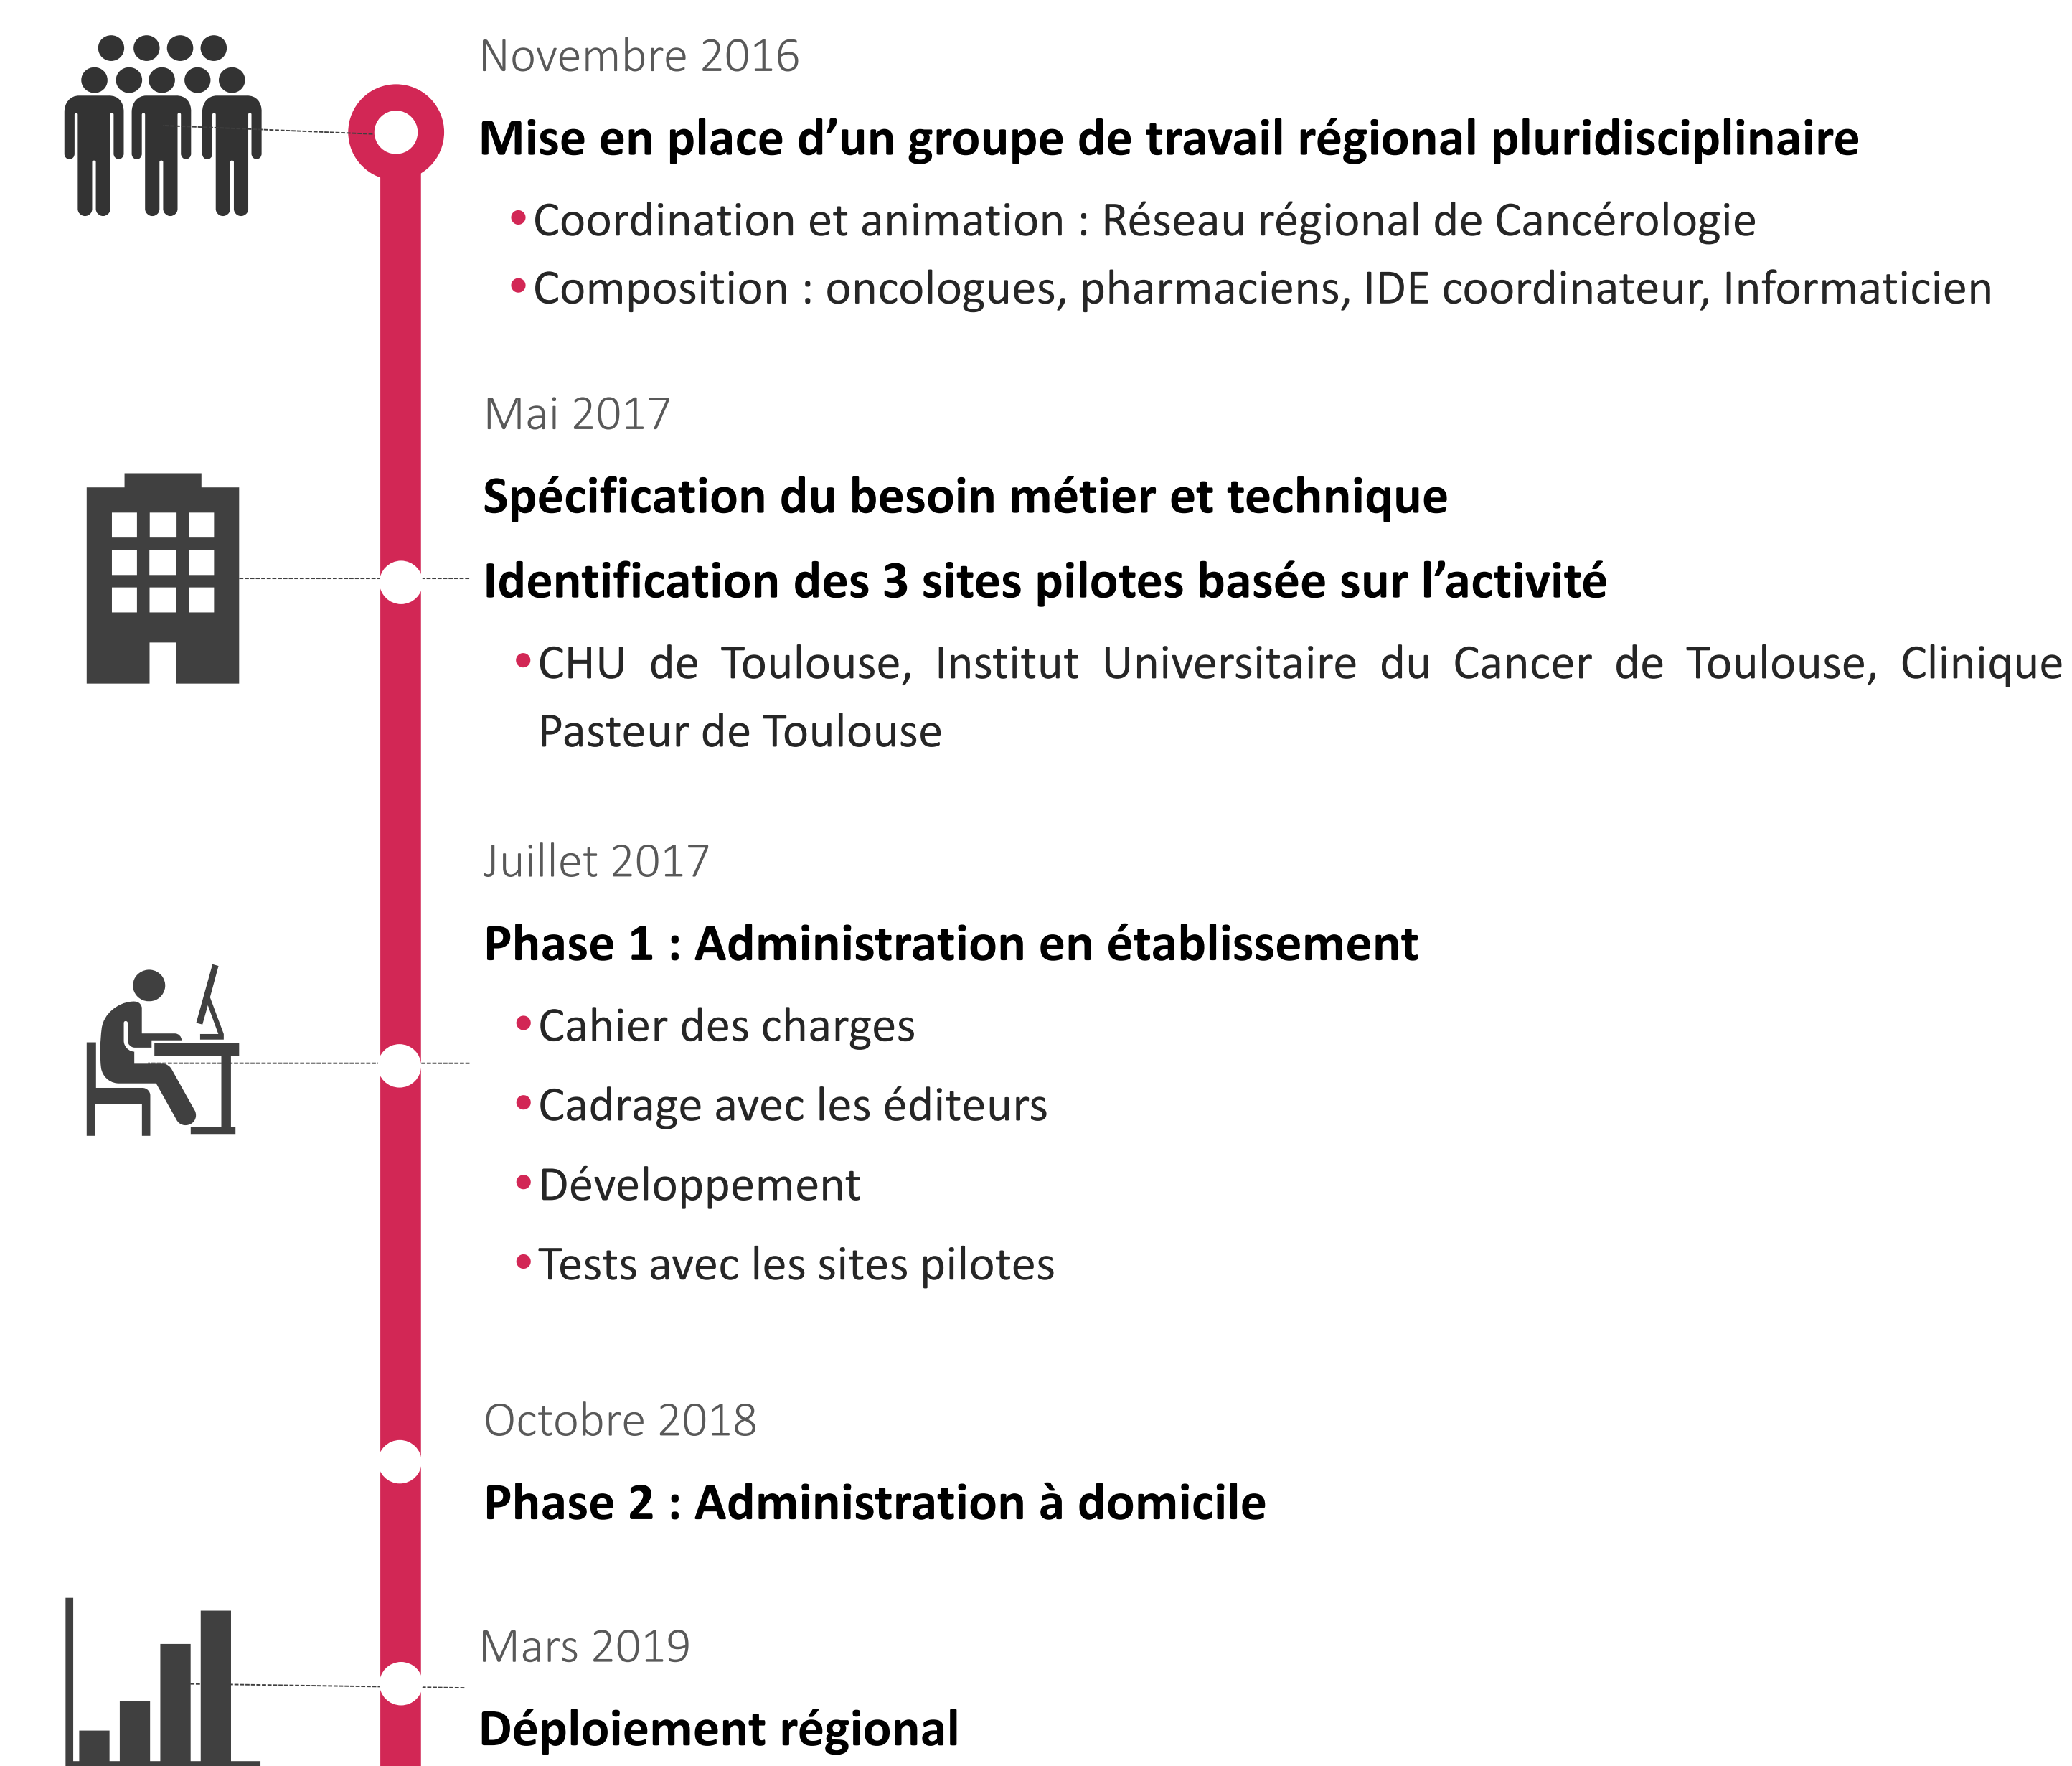 Novembre 2016
Mise en place d’un groupe de travail régional pluridisciplinaire
•Coordination et animation : Réseau régional de Cancérologie
•Composition : oncologues, pharmaciens, IDE coordinateur, Informaticien
Mai 2017
Spécification du besoin métier et technique
Identification des 3 sites pilotes basée sur l’activité
•CHU de Toulouse, Institut Universitaire du Cancer de Toulouse, Clinique
Pasteur de Toulouse
Juillet 2017
Phase 1 : Administration en établissement
•Cahier des charges
•Cadrage avec les éditeurs
•Développement
•Tests avec les sites pilotes
Octobre 2018
Phase 2 : Administration à domicile
Mars 2019
Déploiement régional